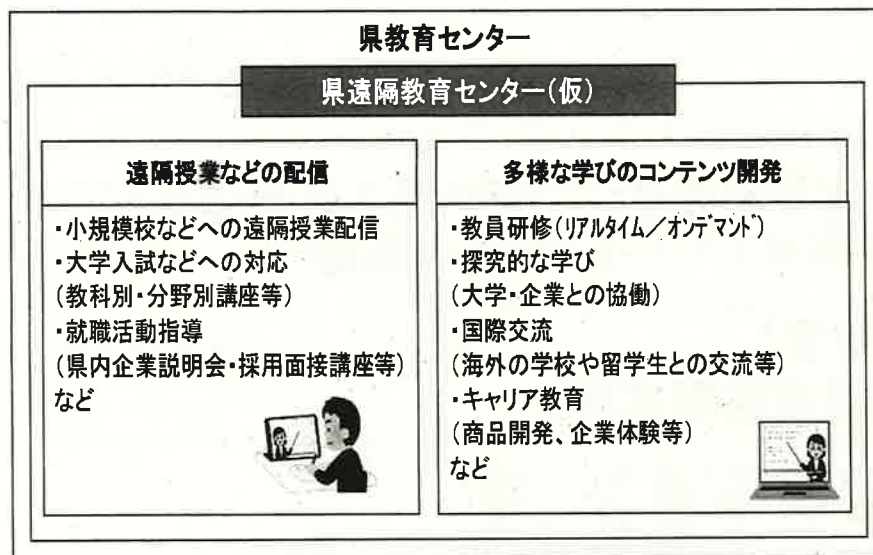 県教育センター
県遠隔教育センター(仮)
遠隔授業などの配信
・小規模校などへの遠隔授業配信
・大学入試などへの対応
(教科別・分野別講座等)
・就職活動指導
(県内企業説明会・採用面接講座等)
など
多様な学びのコンテンツ開発
・教員研修(リアルタイム/オンデマンド)
・探究的な学び
(大学・企業との協働)
・国際交流
(海外の学校や留学生との交流等)
・キャリア教育
(商品開発、企業体験等)
など